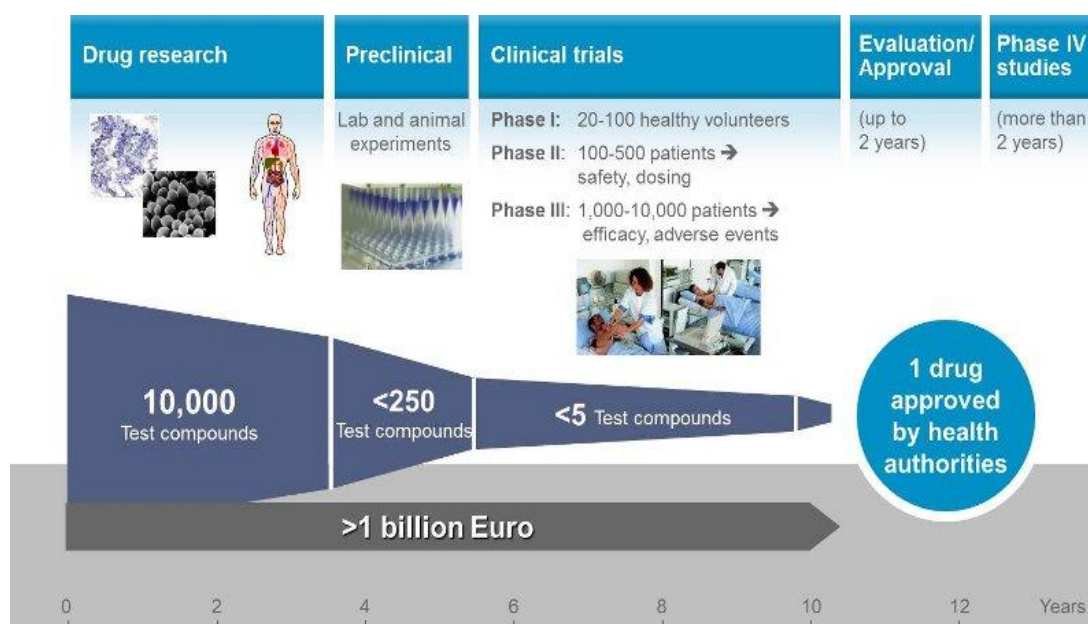 Drug research
Preclinical
Clinical trials
Evaluation/
Approval
Phase IV
studies
Lab and animal
experiments
Phase I: 20-100 healthy volunteers
Phase II: 100-500 patients ➔
safety, dosing
Phase III: 1,000-10,000 patients ➔
efficacy, adverse events
(up to
2 years)
(more than
2 years)
10,000
Test compounds
<250
Test compounds
<5 Test compounds
1 drug
approved
by health
authorities
>1 billion Euro
0 2 4 6 8 10 12 Years